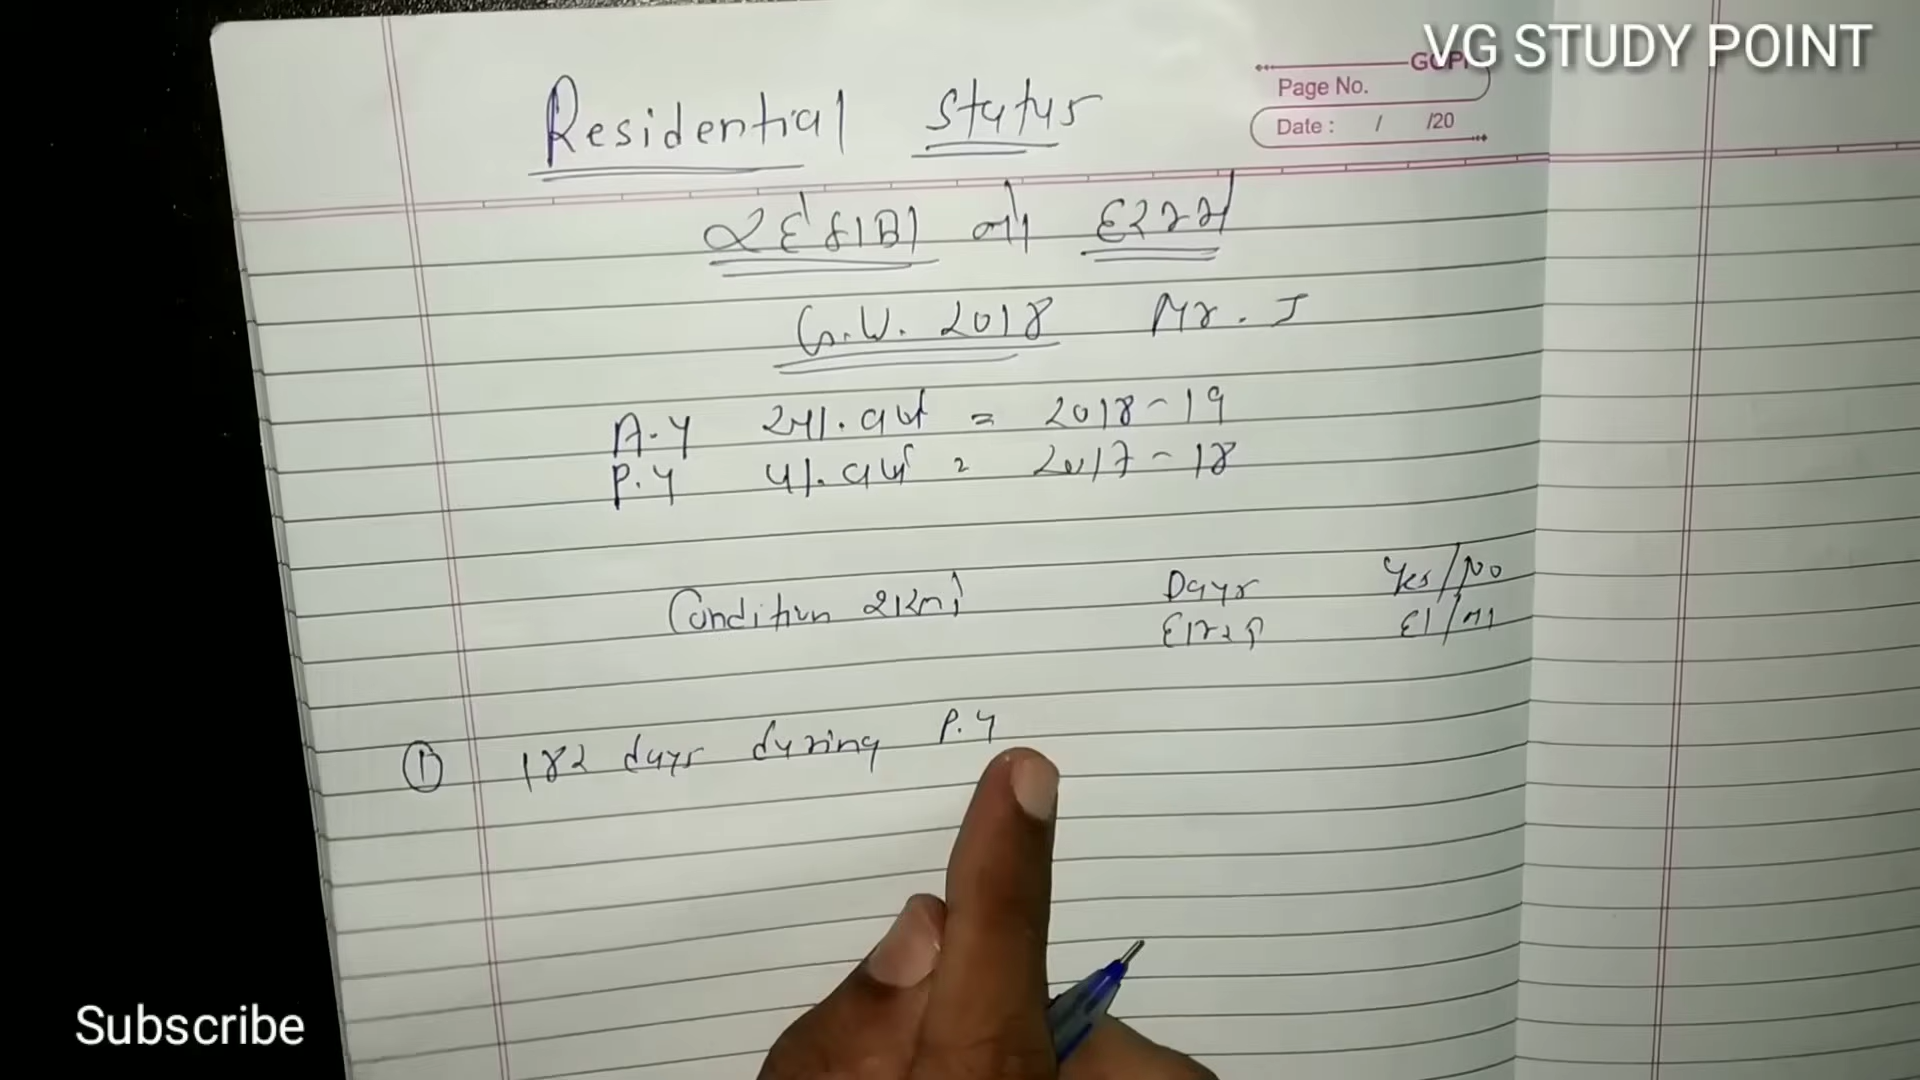 VG STUDY POINT
Page No.
Date : / /20
Residential Status
રહેઠાણનો દરજ્જો
G.U. 2018 Mr. I
A.Y આ. વર્ષ = 2018-19
P.Y પા. વર્ષ = 2017-18
Condition શરતો Days Yes/No
હા/ના
① 182 days during P.Y
Subscribe